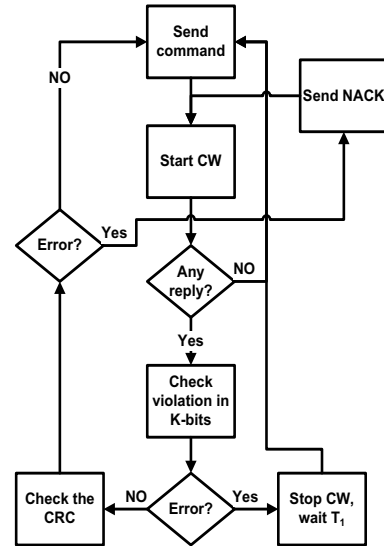 Send
command
NO
Send NACK
Start CW
Error?
Yes
Any
reply?
NO
Yes
Check
violation in
K-bits
Check the
CRC
NO
Error?
Yes
Stop CW,
wait T₁